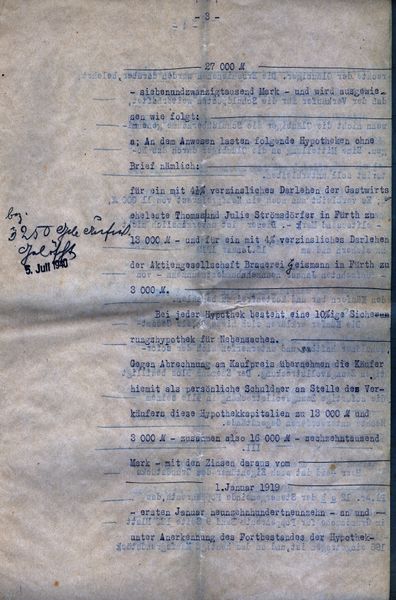 - 3 -
27 000 M
- siebenundzwanzigtausend Mark - und wird ausgewie-
sen wie folgt:
a; An dem Anwesen lasten folgende Hypotheken ohne
Brief nämlich:
für ein mit 4½% verzinsliches Darlehen der Gastwirts
eheleute Thomas und Julie Strömsdörfer in Fürth zu
13 000 M - und für ein mit 4% verzinsliches Darlehen
der Aktiengesellschaft Brauerei Geismann in Fürth zu
3 000 M.
Bei jeder Hypothek besteht eine 10%ige Siche-
rungshypothek für Nebensachen.
Gegen Abrechnung am Kaufpreis übernehmen die Käufer
hiemit als persönliche Schuldner an Stelle des Ver-
käufers diese Hypothekkapitalien zu 13 000 M und
3 000 M - zusammen also 16 000 M - sechzehntausend
Mark - mit den Zinsen daraus vom
1.Januar 1919
- ersten Januar neunzehnhundertneunzehn - an und
unter Anerkennung des Fortbestandes der Hypothek-
3250
gelöscht
5. Juli 1940